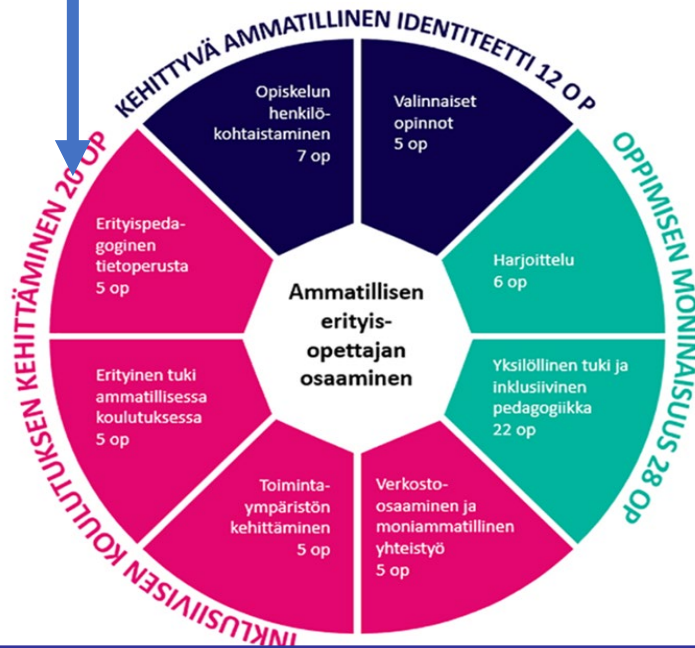 KEHITTYVÄ AMMATILLINEN IDENTITEETTI 12 OP
Opiskelun
henkilö-
kohtaistaminen
7 op
Valinnaiset
opinnot
5 op
OPPIMISEN MONINAISUUS 28 OP
Harjoittelu
6 op
Yksilöllinen tuki ja
inklusiivinen
pedagogiikka
22 op
INKLUSIIVISEN KOULUTUKSEN KEHITTÄMINEN 20 OP
Verkosto-
osaaminen ja
moniammatillinen
yhteistyö
5 op
Toiminta-
ympäristön
kehittäminen
5 op
Erityinen tuki
ammatillisessa
koulutuksessa
5 op
Erityispeda-
goginen
tietoperusta
5 op
Ammatillisen
erityis-
opettajan
osaaminen